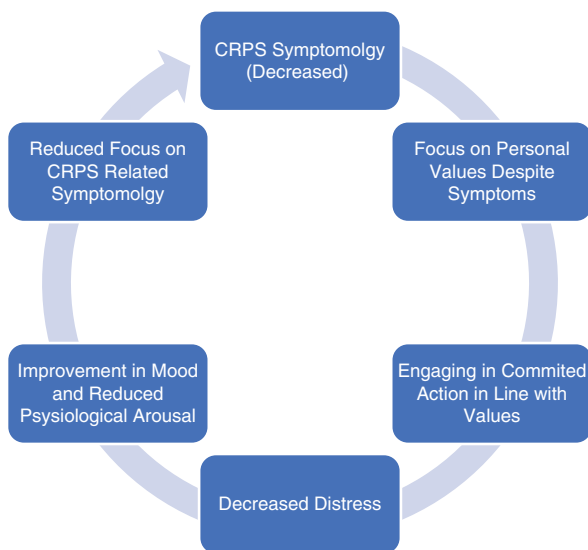 CRPS Symptomolgy
(Decreased)
Focus on Personal
Values Despite
Symptoms
Engaging in Commited
Action in Line with
Values
Decreased Distress
Improvement in Mood
and Reduced
Psysiological Arousal
Reduced Focus on
CRPS Related
Symptomolgy